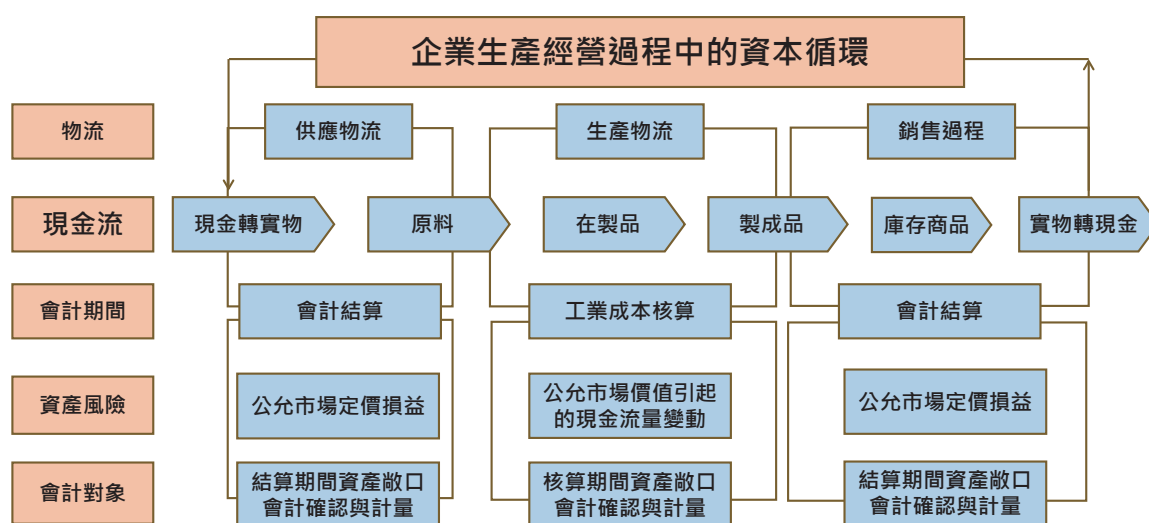 企業生產經營過程中的資本循環
物流
供應物流
生產物流
銷售過程
現金流
現金轉實物
原料
在製品
製成品
庫存商品
實物轉現金
會計期間
會計結算
工業成本核算
會計結算
資產風險
公允市場定價損益
公允市場價值引起
的現金流量變動
公允市場定價損益
會計對象
結算期間資產敞口
會計確認與計量
核算期間資產敞口
會計確認與計量
結算期間資產敞口
會計確認與計量